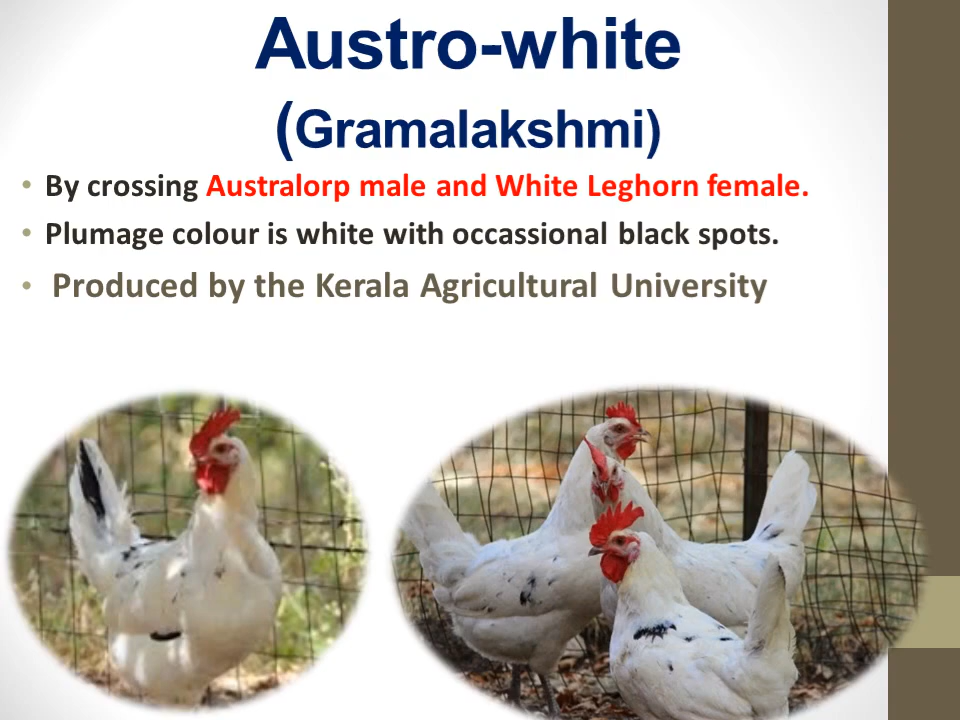 Austro-white
(Gramalakshmi)
• By crossing Australorp male and White Leghorn female.
• Plumage colour is white with occassional black spots.
• Produced by the Kerala Agricultural University